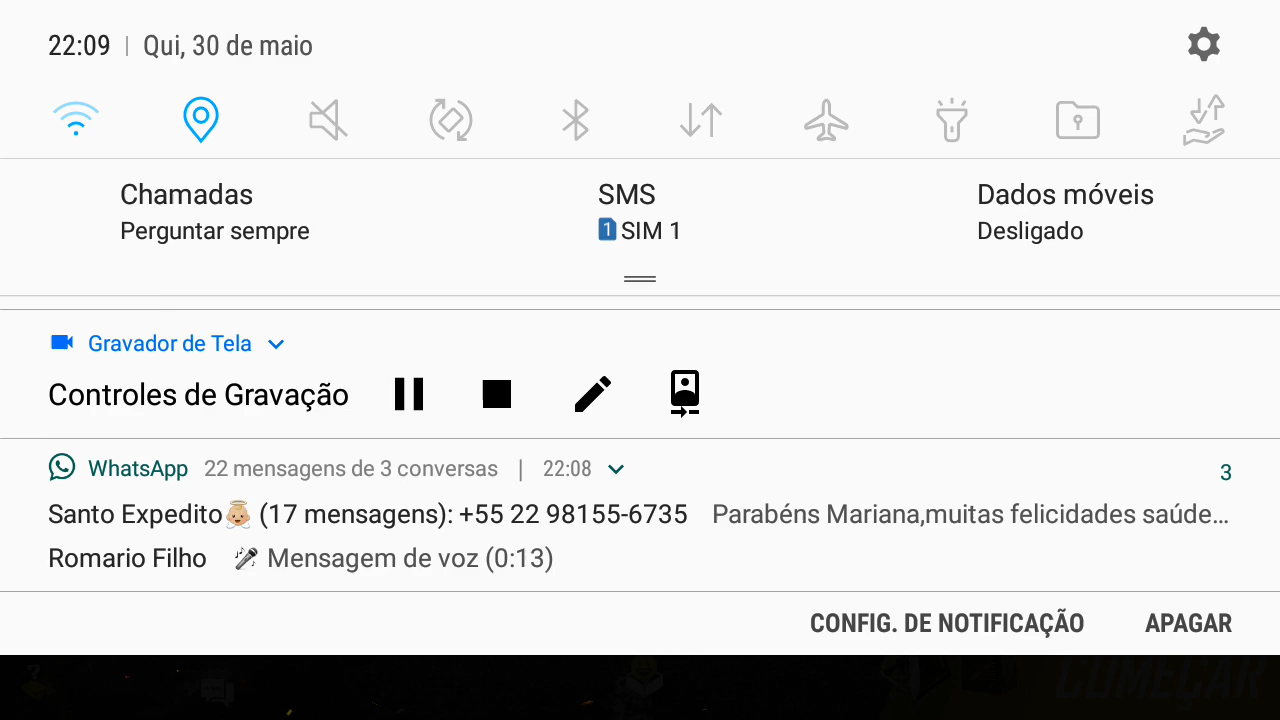 22:09 | Qui, 30 de maio
Chamadas SMS Dados móveis
Perguntar sempre 1 SIM 1 Desligado
Gravador de Tela
Controles de Gravação
WhatsApp 22 mensagens de 3 conversas | 22:08 3
Santo Expedito👼🏼 (17 mensagens): +55 22 98155-6735 Parabéns Mariana,muitas felicidades saúde...
Romario Filho 🎤 Mensagem de voz (0:13)
CONFIG. DE NOTIFICAÇÃO APAGAR
COMEÇAR